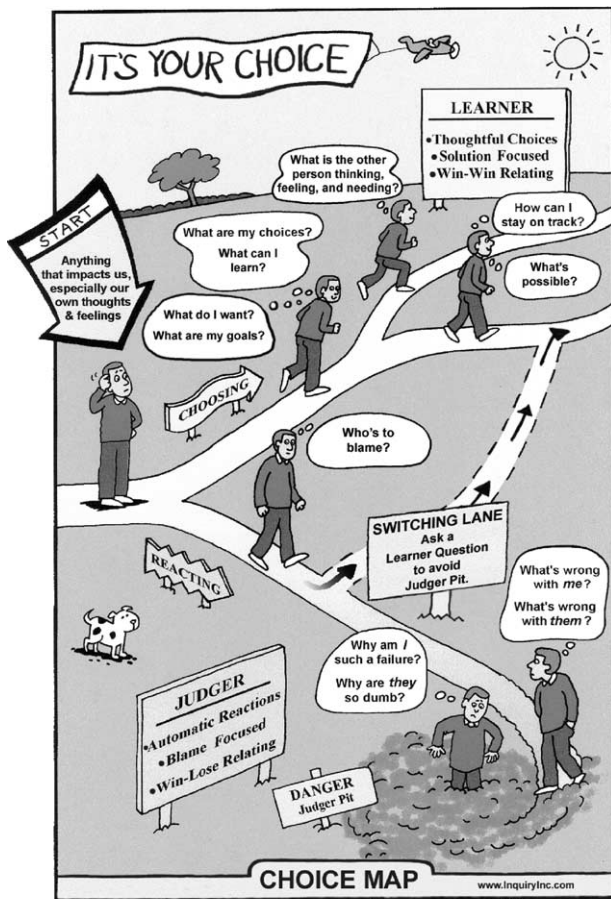 IT'S YOUR CHOICE
LEARNER
•Thoughtful Choices
•Solution Focused
•Win-Win Relating
What is the other
person thinking,
feeling, and needing?
How can I
stay on track?
START
Anything
that impacts us,
especially our
own thoughts
& feelings
What are my choices?
What can I
learn?
What's
possible?
What do I want?
What are my goals?
CHOOSING
Who's to
blame?
SWITCHING LANE
Ask a
Learner Question
to avoid
Judger Pit.
REACTING
What's wrong
with me?
What's wrong
with them?
Why am I
such a failure?
Why are they
so dumb?
JUDGER
•Automatic Reactions
•Blame Focused
•Win-Lose Relating
DANGER
Judger Pit
CHOICE MAP
www.InquiryInc.com